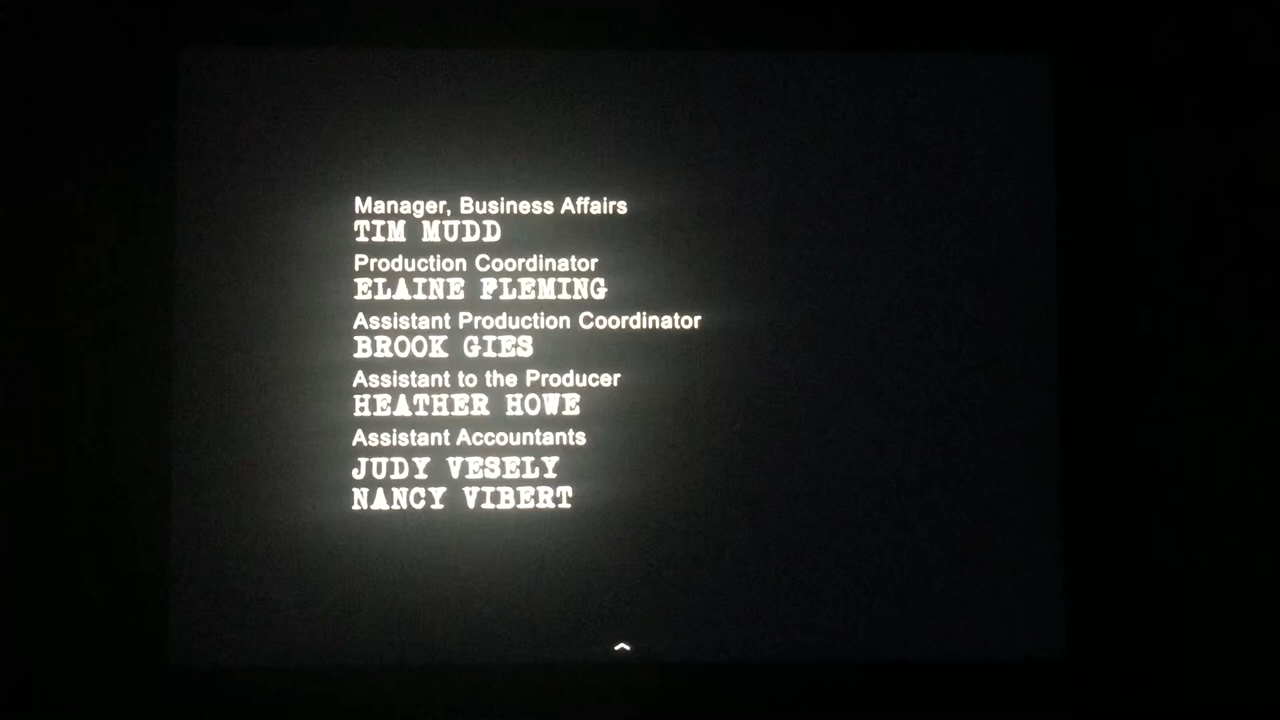 Manager, Business Affairs
TIM MUDD
Production Coordinator
ELAINE FLEMING
Assistant Production Coordinator
BROOK GIES
Assistant to the Producer
HEATHER HOWE
Assistant Accountants
JUDY VESELY
NANCY VIBERT